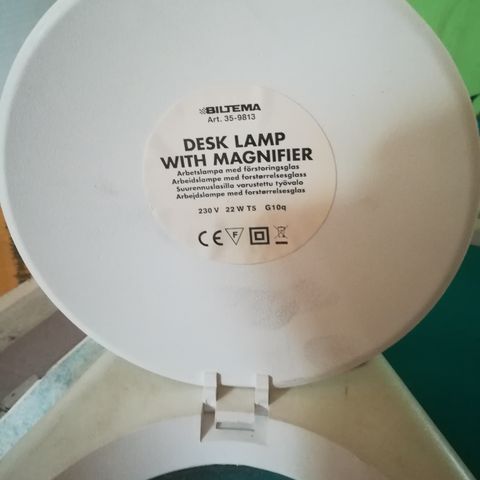 BILTEMA
Art. 35-9813
DESK LAMP
WITH MAGNIFIER
Arbetslampa med förstoringsglas
Arbeidslampe med forstørrelsesglass
Suurennuslasilla varustettu työvalo
Arbejdslampe med forstørrelsesglas
230 V 22 W T5 G10q
CE F